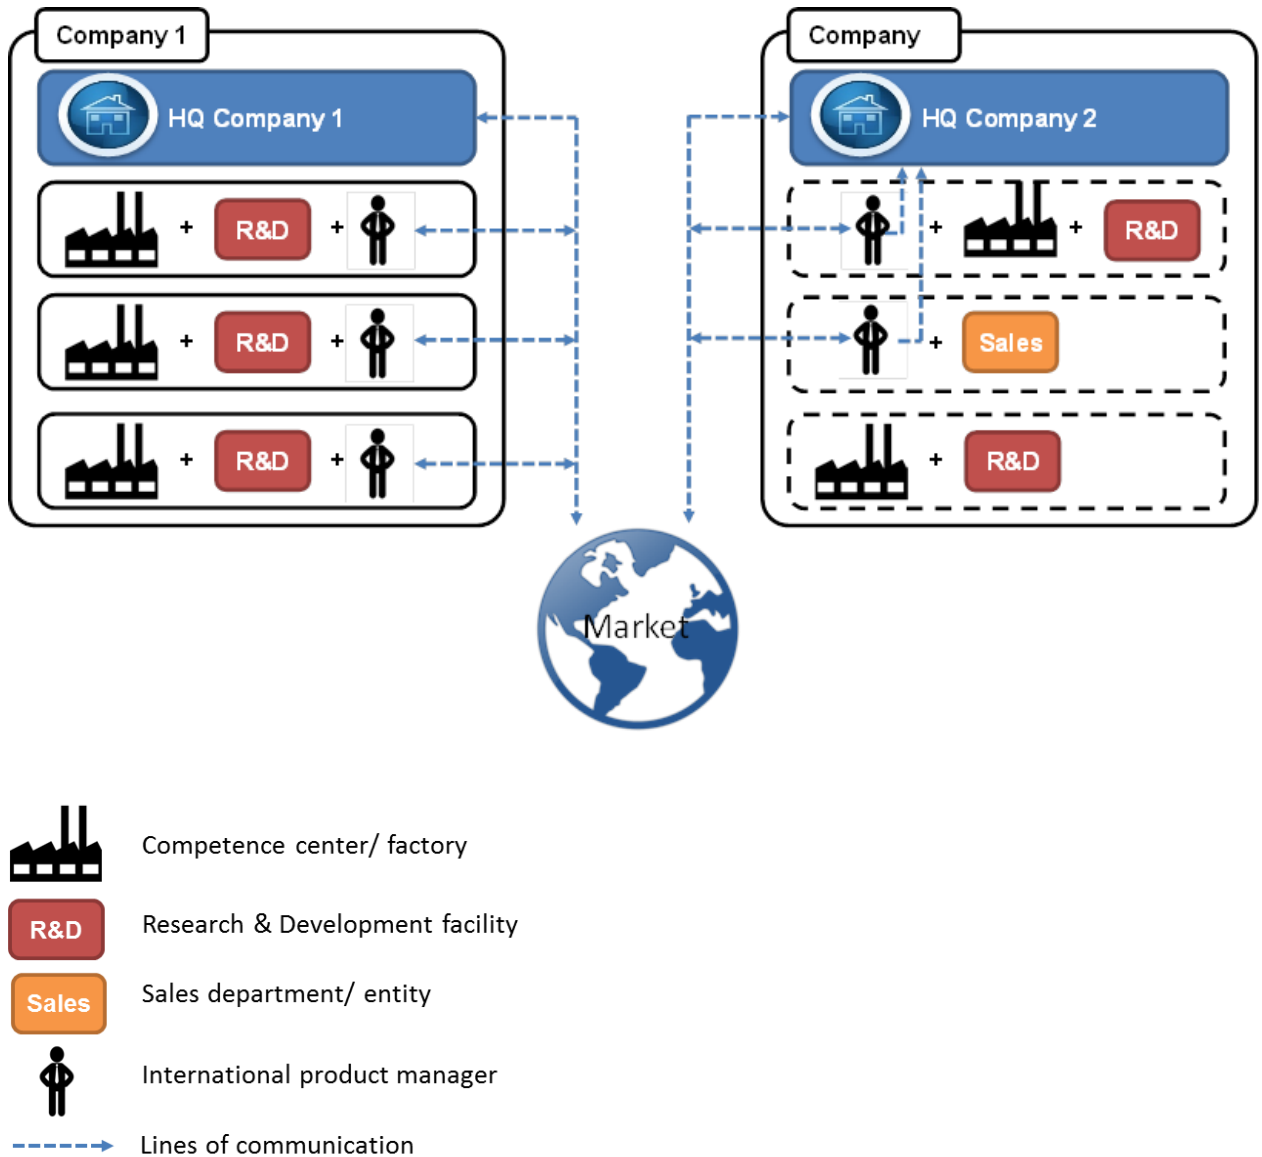 Company 1
HQ Company 1
+ R&D +
+ R&D +
+ R&D +
Company
HQ Company 2
+ + R&D
+ Sales
+ R&D
Market
Competence center/ factory
R&D Research & Development facility
Sales Sales department/ entity
International product manager
Lines of communication